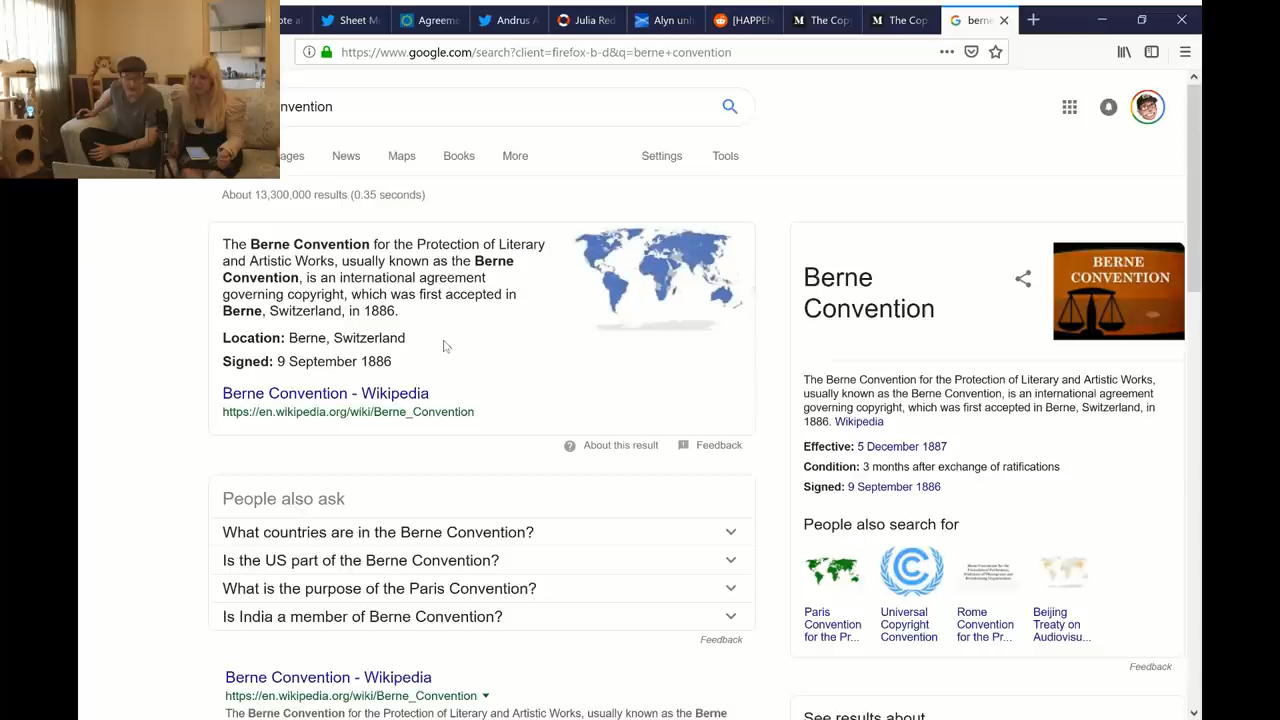 Sheet M
Agreeme
Andrus A
Julia Red
Alyn unh
[HAPPEN
The Cop
The Cop
berne
https://www.google.com/search?client=firefox-b-d&q=berne+convention
nvention
ages News Maps Books More Settings Tools
About 13,300,000 results (0.35 seconds)
The Berne Convention for the Protection of Literary
and Artistic Works, usually known as the Berne
Convention, is an international agreement
governing copyright, which was first accepted in
Berne, Switzerland, in 1886.
Location: Berne, Switzerland
Signed: 9 September 1886
Berne Convention - Wikipedia
https://en.wikipedia.org/wiki/Berne_Convention
About this result Feedback
People also ask
What countries are in the Berne Convention?
Is the US part of the Berne Convention?
What is the purpose of the Paris Convention?
Is India a member of Berne Convention?
Feedback
Berne Convention - Wikipedia
https://en.wikipedia.org/wiki/Berne_Convention
The Berne Convention for the Protection of Literary and Artistic Works, usually known as the Berne
Berne
Convention
BERNE
CONVENTION
The Berne Convention for the Protection of Literary and Artistic Works,
usually known as the Berne Convention, is an international agreement
governing copyright, which was first accepted in Berne, Switzerland, in
1886. Wikipedia
Effective: 5 December 1887
Condition: 3 months after exchange of ratifications
Signed: 9 September 1886
People also search for
Paris
Convention
for the Pr...
Universal
Copyright
Convention
Rome
Convention
for the Pr...
Beijing
Treaty on
Audiovisu...
Feedback
See results about